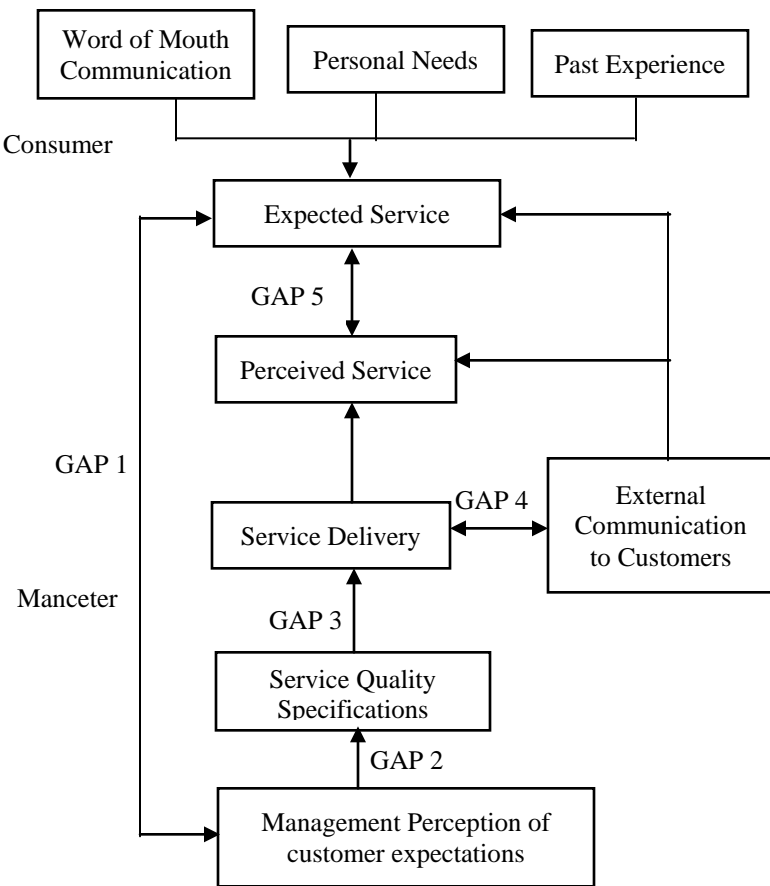 Word of Mouth
Communication
Personal Needs
Past Experience
Consumer
Expected Service
GAP 5
Perceived Service
GAP 1
GAP 4
External
Communication
to Customers
Service Delivery
Manceter
GAP 3
Service Quality
Specifications
GAP 2
Management Perception of
customer expectations